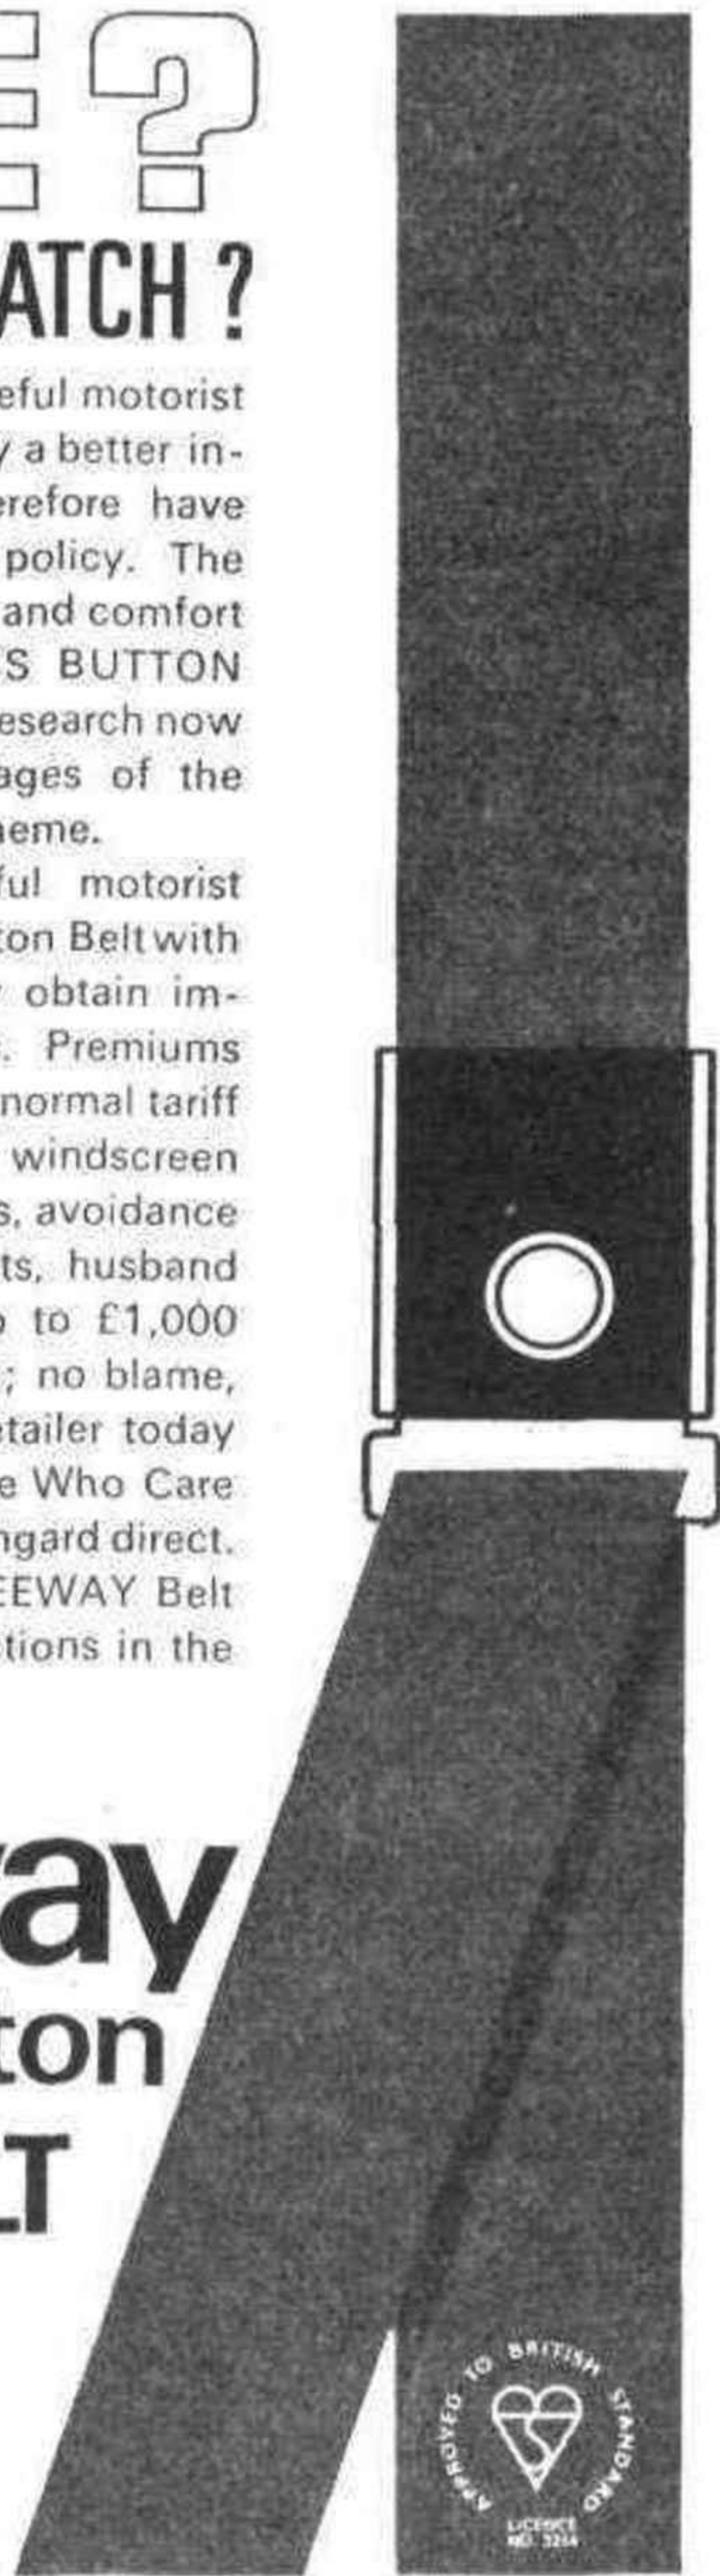 E?
ATCH ?
eful motorist
y a better in-
erefore have
policy. The
and comfort
S BUTTON
esearch now
ages of the
eme.
ful motorist
ton Belt with
obtain im-
. Premiums
normal tariff
windscreen
s, avoidance
ts, husband
to £1,000
; no blame,
etailer today
e Who Care
ngard direct.
EEWAY Belt
tions in the
way
ton
LT
APPROVED TO BRITISH STANDARD
LICENCE